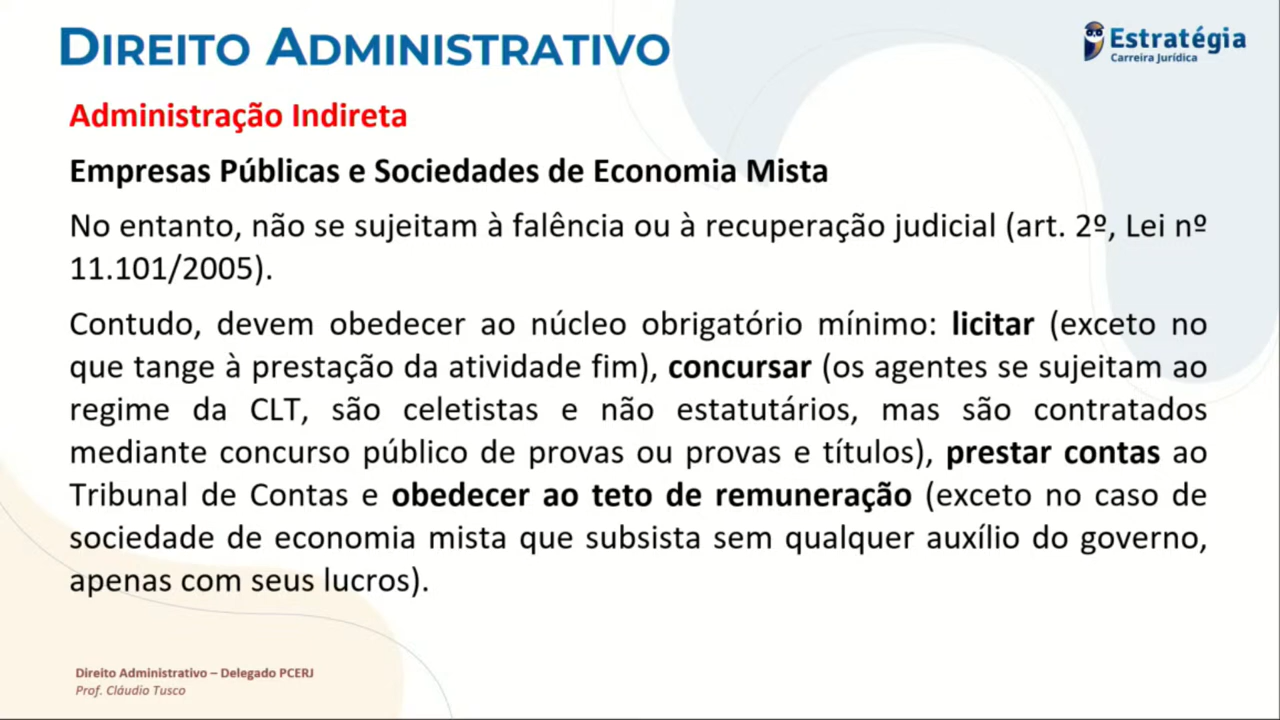 DIREITO ADMINISTRATIVO
Estratégia
Carreira Jurídica
Administração Indireta
Empresas Públicas e Sociedades de Economia Mista
No entanto, não se sujeitam à falência ou à recuperação judicial (art. 2º, Lei nº
11.101/2005).
Contudo, devem obedecer ao núcleo obrigatório mínimo: licitar (exceto no
que tange à prestação da atividade fim), concursar (os agentes se sujeitam ao
regime da CLT, são celetistas e não estatutários, mas são contratados
mediante concurso público de provas ou provas e títulos), prestar contas ao
Tribunal de Contas e obedecer ao teto de remuneração (exceto no caso de
sociedade de economia mista que subsista sem qualquer auxílio do governo,
apenas com seus lucros).
Direito Administrativo – Delegado PCERJ
Prof. Cláudio Tusco